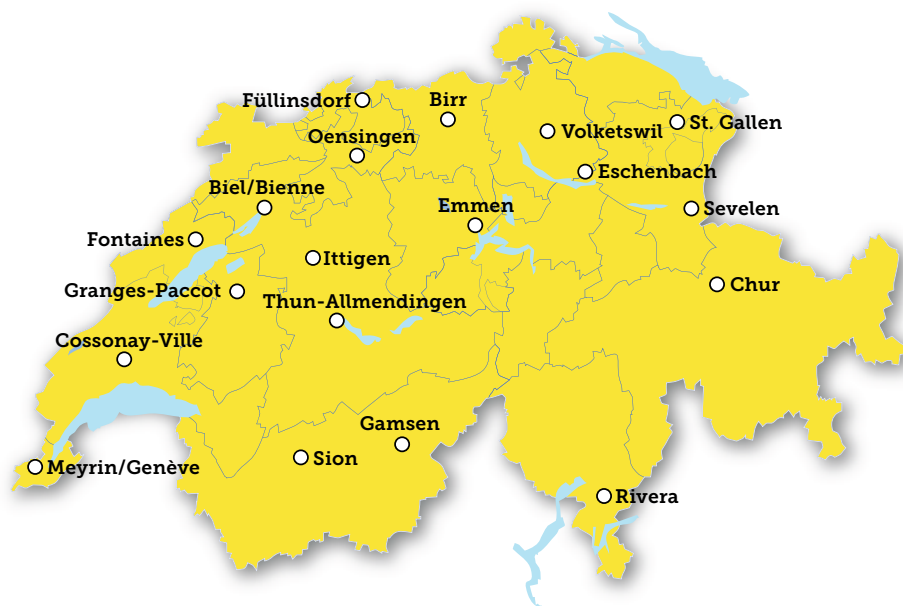 Füllinsdorf
Birr
Volketswil
St. Gallen
Oensingen
Eschenbach
Biel/Bienne
Emmen
Sevelen
Fontaines
Ittigen
Granges-Paccot
Chur
Thun-Allmendingen
Cossonay-Ville
Gamsen
Sion
Meyrin/Genève
Rivera